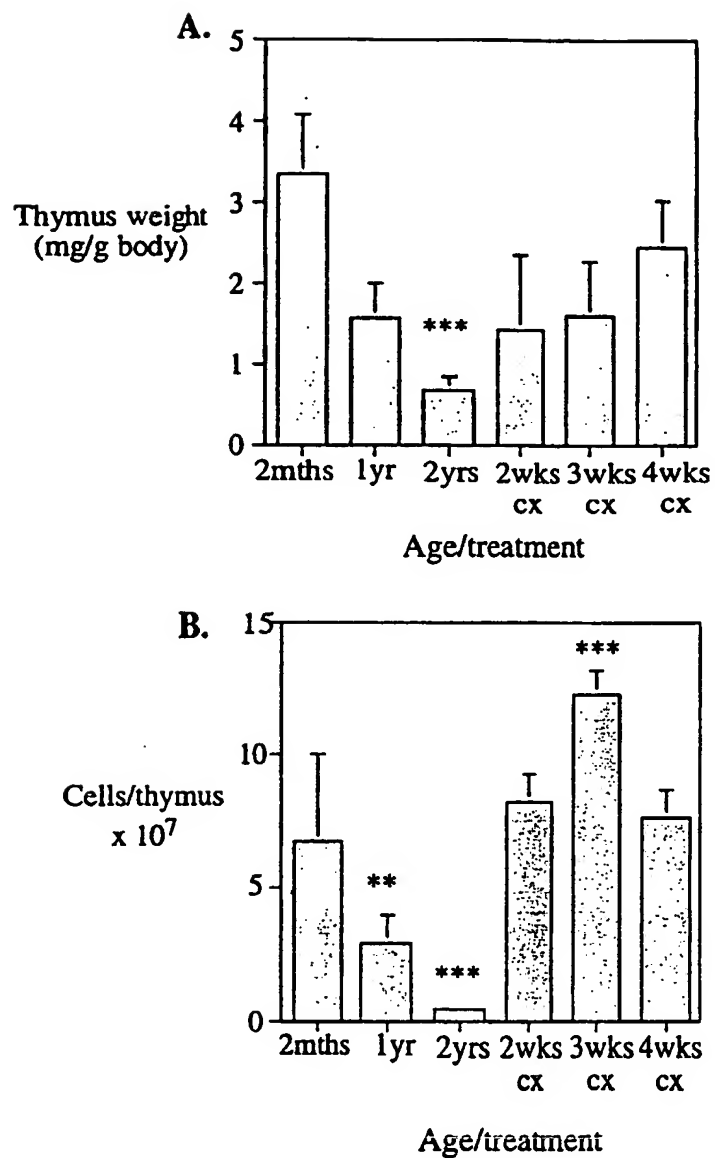 A.
5
4
3
2
1
0
Thymus weight
(mg/g body)
***
2mths 1yr 2yrs 2wks 3wks 4wks
cx cx cx
Age/treatment
B.
15
10
5
0
Cells/thymus
x 10⁷
**
***
***
2mths 1yr 2yrs 2wks 3wks 4wks
cx cx cx
Age/treatment